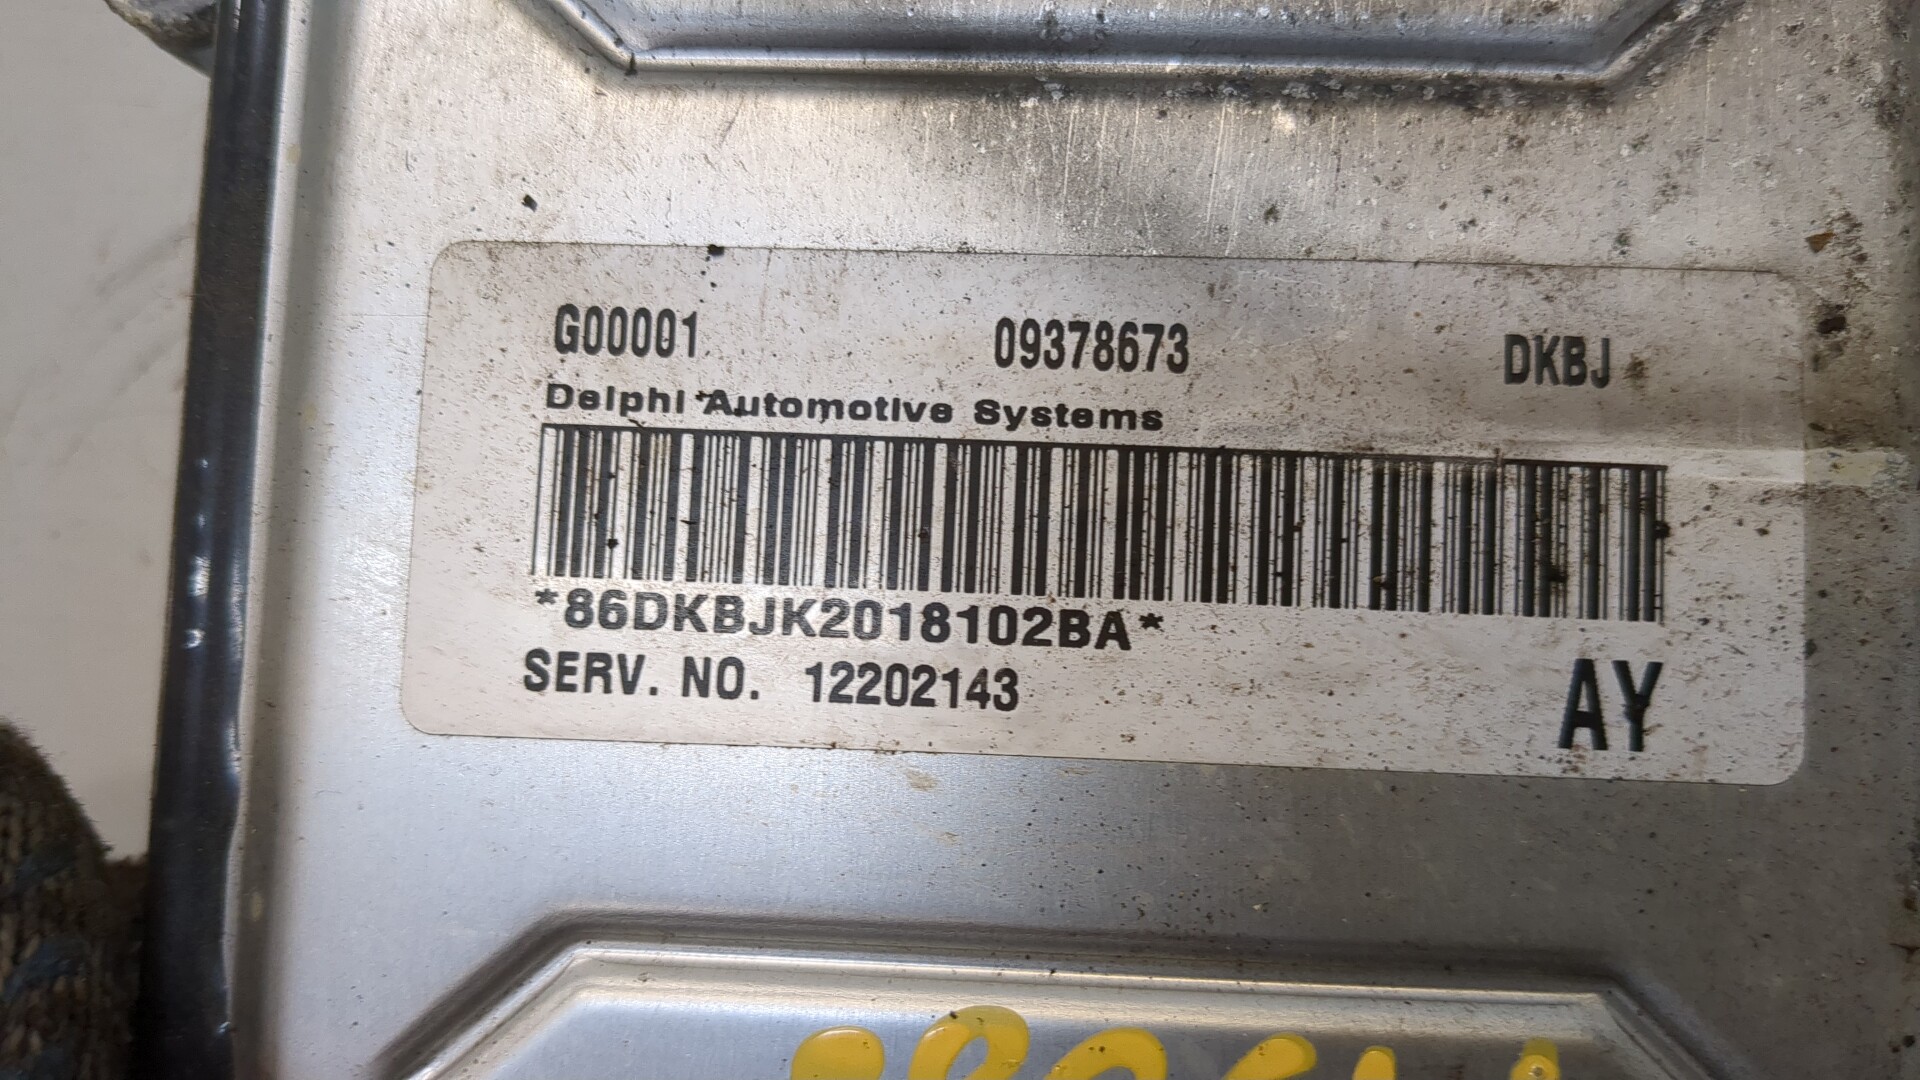 G00001 09378673 DKBJ
Delphi Automotive Systems
*86DKBJK2018102BA*
SERV. NO. 12202143 AY